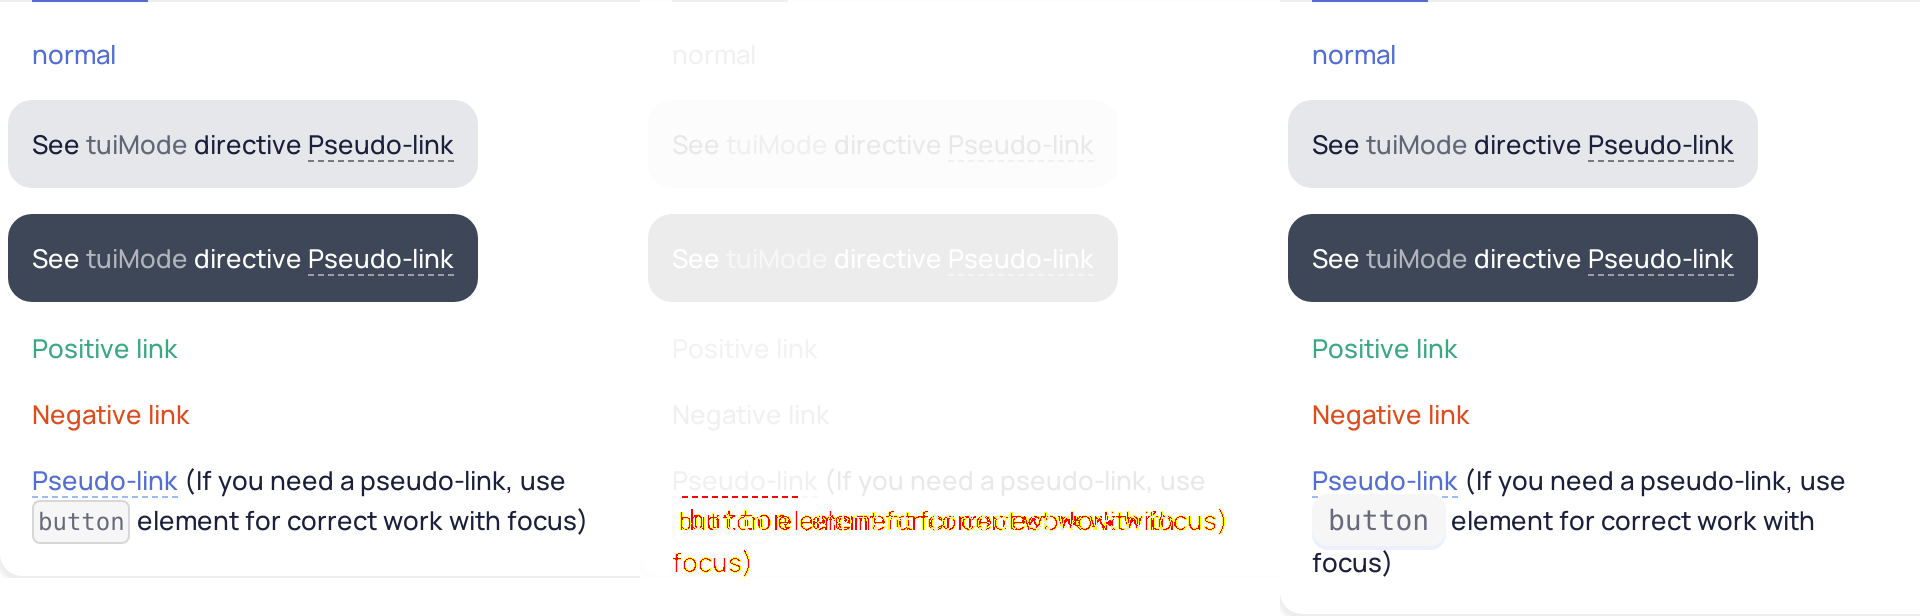 normal
See tuiMode directive Pseudo-link
See tuiMode directive Pseudo-link
Positive link
Negative link
Pseudo-link (If you need a pseudo-link, use
button element for correct work with focus)
normal
See tuiMode directive Pseudo-link
See tuiMode directive Pseudo-link
Positive link
Negative link
Pseudo-link (If you need a pseudo-link, use
focus)
focus)
normal
See tuiMode directive Pseudo-link
See tuiMode directive Pseudo-link
Positive link
Negative link
Pseudo-link (If you need a pseudo-link, use
button element for correct work with
focus)